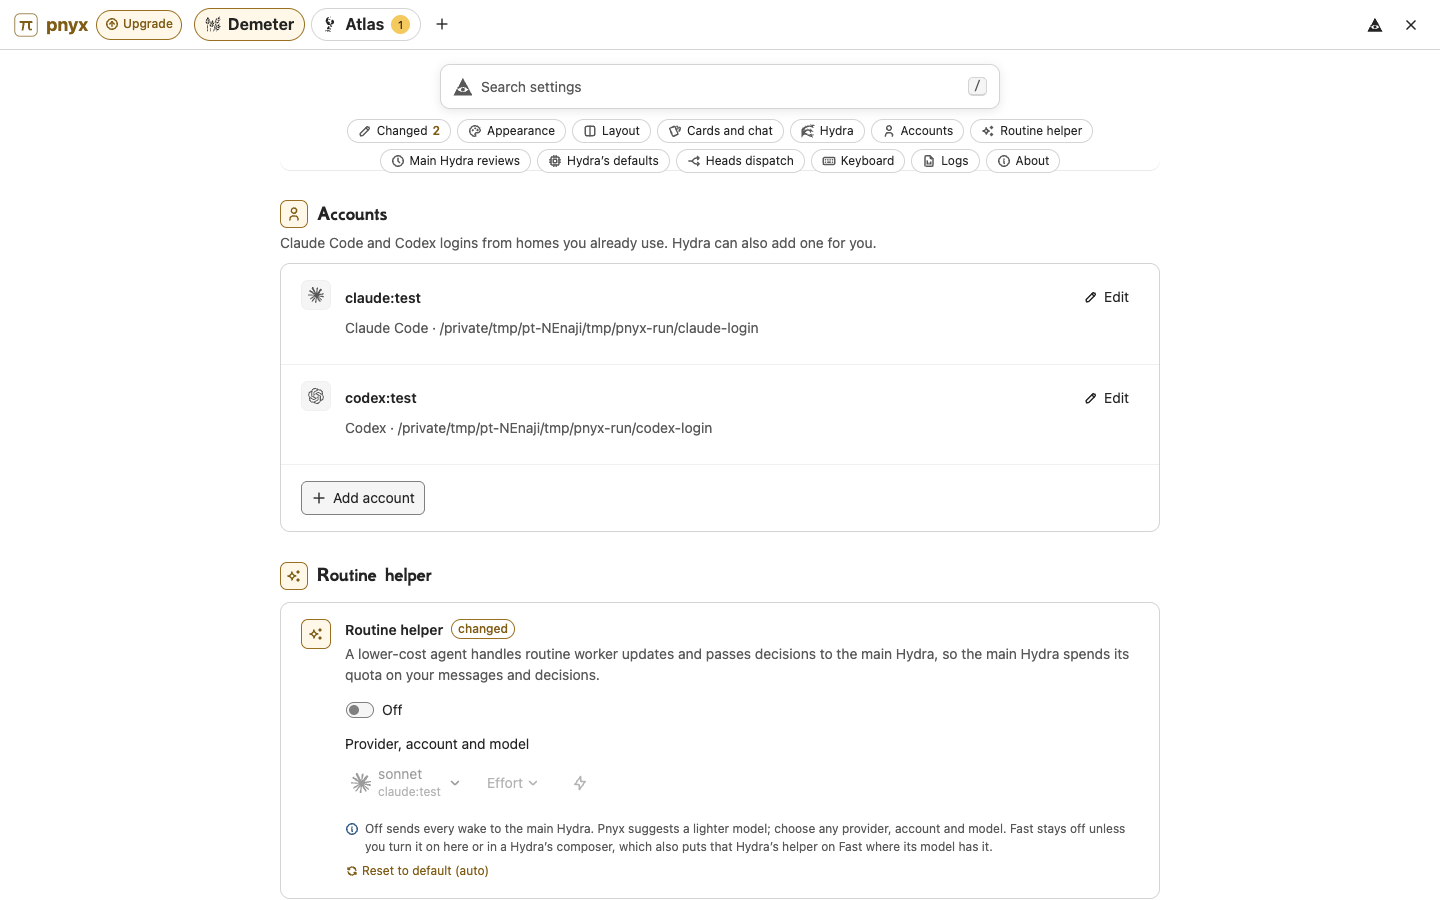 π pnyx Upgrade Demeter Atlas 1
Search settings /
Changed 2 Appearance Layout Cards and chat Hydra Accounts Routine helper
Main Hydra reviews Hydra's defaults Heads dispatch Keyboard Logs About
Accounts
Claude Code and Codex logins from homes you already use. Hydra can also add one for you.
claude:test Edit
Claude Code · /private/tmp/pt-NEnaji/tmp/pnyx-run/claude-login
codex:test Edit
Codex · /private/tmp/pt-NEnaji/tmp/pnyx-run/codex-login
Add account
Routine helper
Routine helper changed
A lower-cost agent handles routine worker updates and passes decisions to the main Hydra, so the main Hydra spends its
quota on your messages and decisions.
Off
Provider, account and model
sonnet
claude:test Effort
Off sends every wake to the main Hydra. Pnyx suggests a lighter model; choose any provider, account and model. Fast stays off unless
you turn it on here or in a Hydra's composer, which also puts that Hydra's helper on Fast where its model has it.
Reset to default (auto)